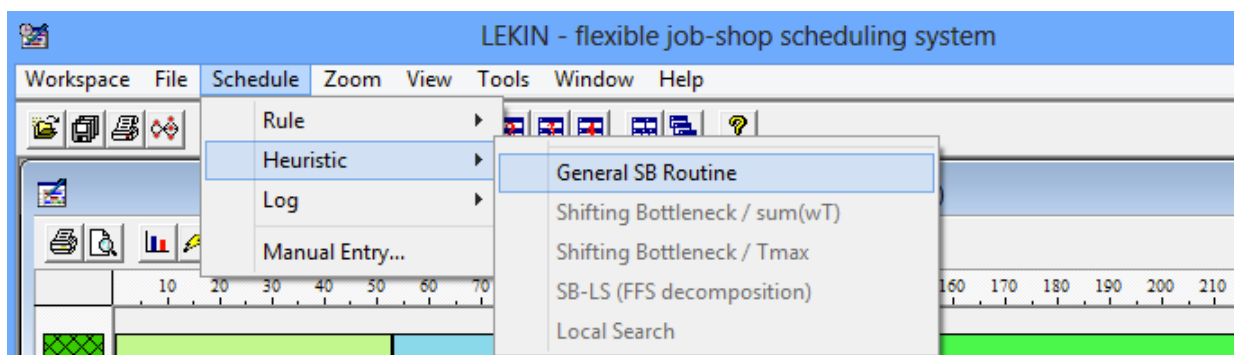 LEKIN - flexible job-shop scheduling system
Workspace File Schedule Zoom View Tools Window Help
Rule
Heuristic
General SB Routine
Log
Shifting Bottleneck / sum(wT)
Manual Entry...
Shifting Bottleneck / Tmax
10 20 30 40 50 60 70
SB-LS (FFS decomposition)
160 170 180 190 200 210
Local Search